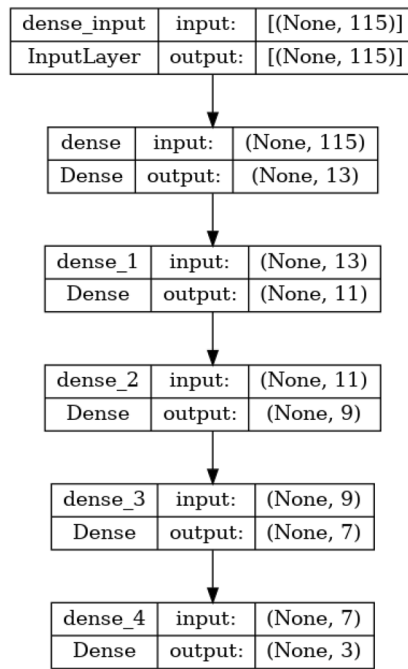 dense_input input: [(None, 115)]
InputLayer output: [(None, 115)]
dense input: (None, 115)
Dense output: (None, 13)
dense_1 input: (None, 13)
Dense output: (None, 11)
dense_2 input: (None, 11)
Dense output: (None, 9)
dense_3 input: (None, 9)
Dense output: (None, 7)
dense_4 input: (None, 7)
Dense output: (None, 3)